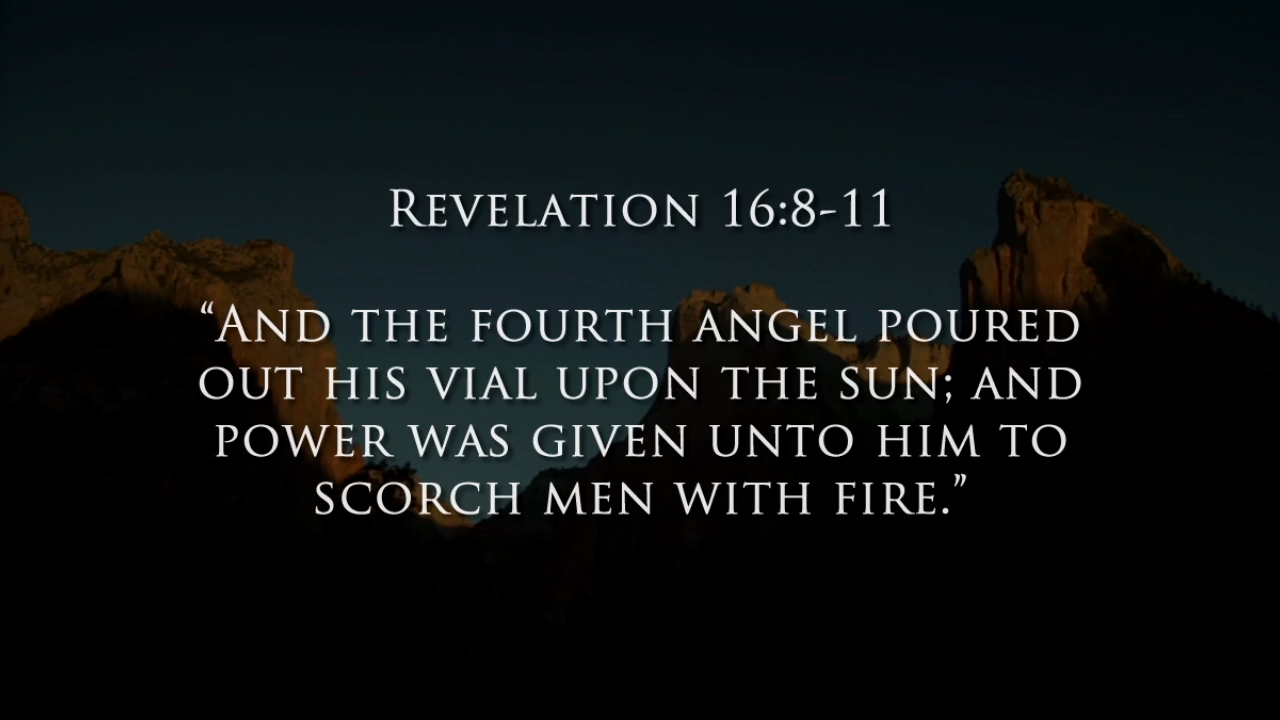 Revelation 16:8-11
“And the fourth angel poured
out his vial upon the sun; and
power was given unto him to
scorch men with fire.”